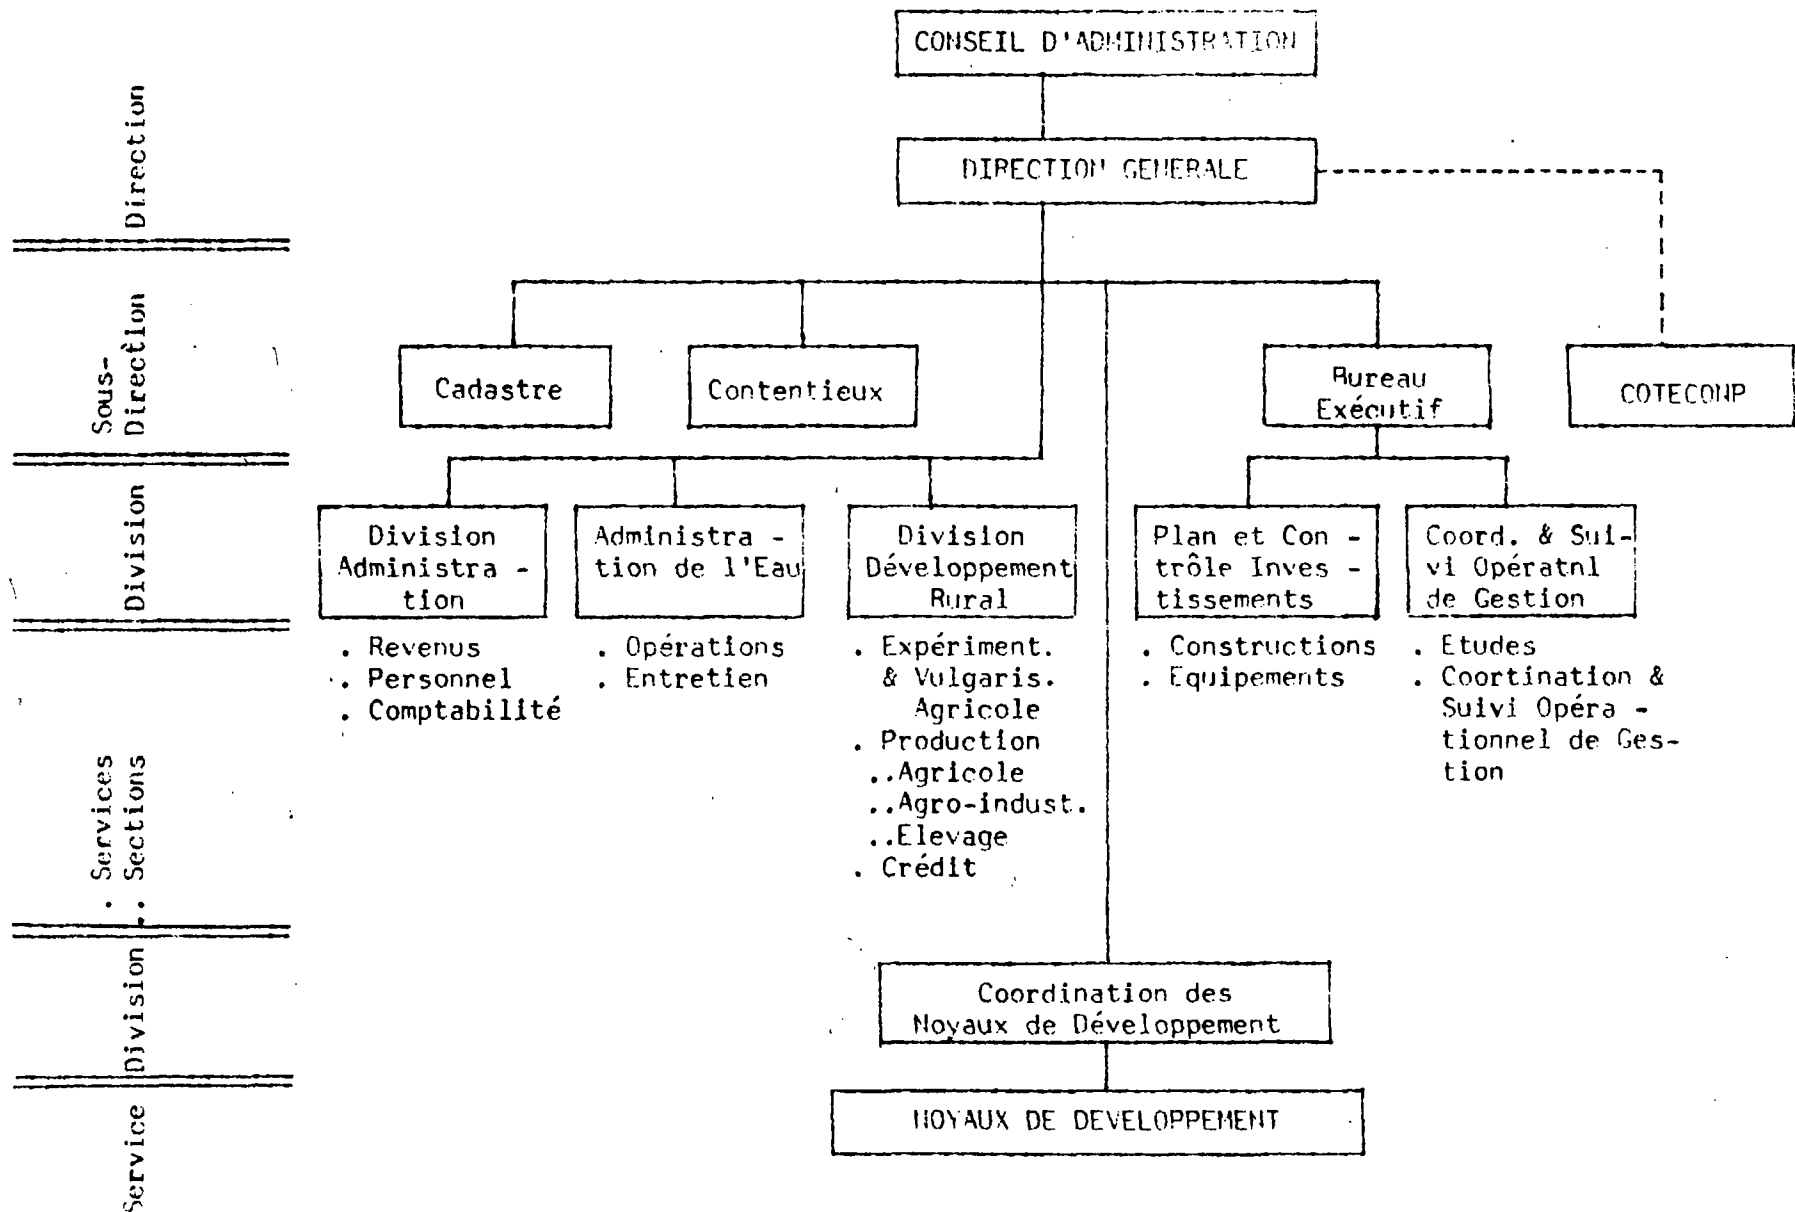 CONSEIL D'ADMINISTRATION
DIRECTION GENERALE
Direction
Sous-
Direction
Cadastre
Contentieux
Bureau
Exécutif
COTECONP
Division
Division
Administra -
tion
Administra -
tion de l'Eau
Division
Développement
Rural
Plan et Con -
trôle Inves -
tissements
Coord. & Sui-
vi Opératnl
de Gestion
. Services
.. Sections
. Revenus
. Personnel
. Comptabilité
. Opérations
. Entretien
. Expériment.
& Vulgaris.
Agricole
. Production
..Agricole
..Agro-indust.
..Elevage
. Crédit
. Constructions
. Equipements
. Etudes
. Coortination &
Suivi Opéra -
tionnel de Ges-
tion
Division
Coordination des
Noyaux de Développement
Service
NOYAUX DE DEVELOPPEMENT